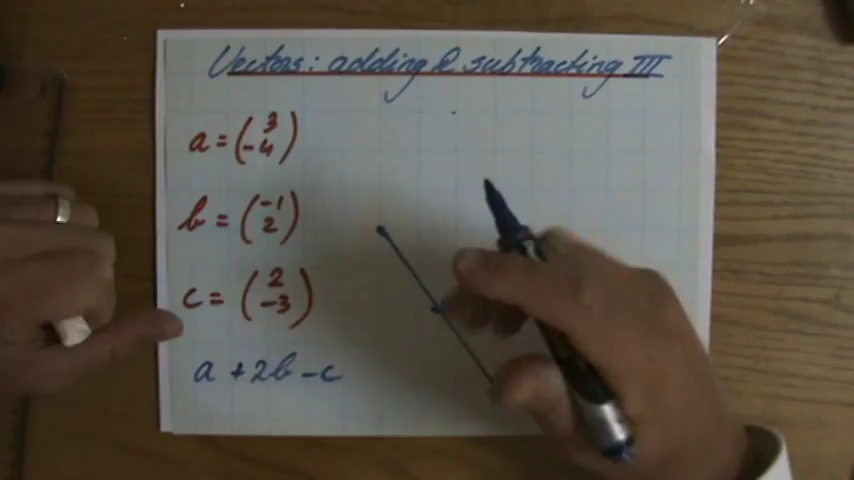 Vectors: adding & subtracting III
a = ( 3
-4 )
b = ( -1
2 )
c = ( 2
-3 )
a + 2b - c